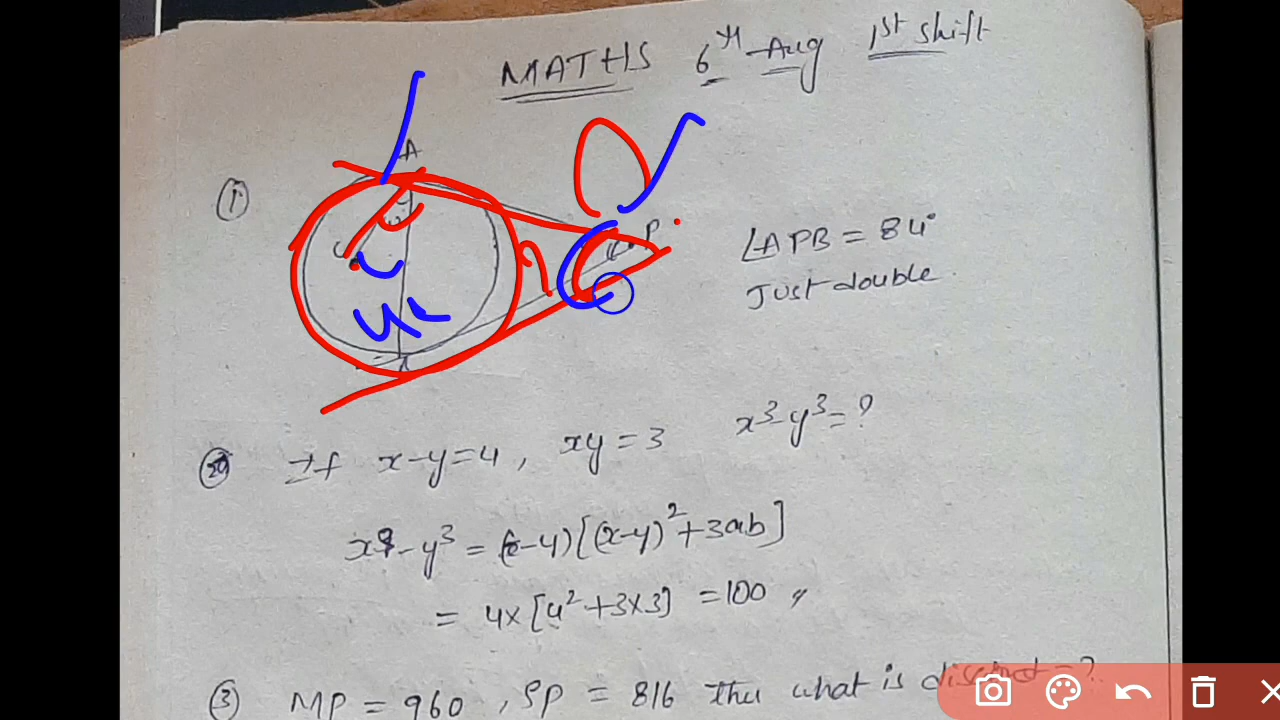 MATHS 6th Aug 1st shift
① A
P
∠APB = 84°
Just double
42
If x-y=4, xy=3 x³-y³=?
x³-y³ = (x-y)[(x-y)²+3ab]
= 4×[4²+3×3] =100
③ MP = 960, SP = 816 then what is =?